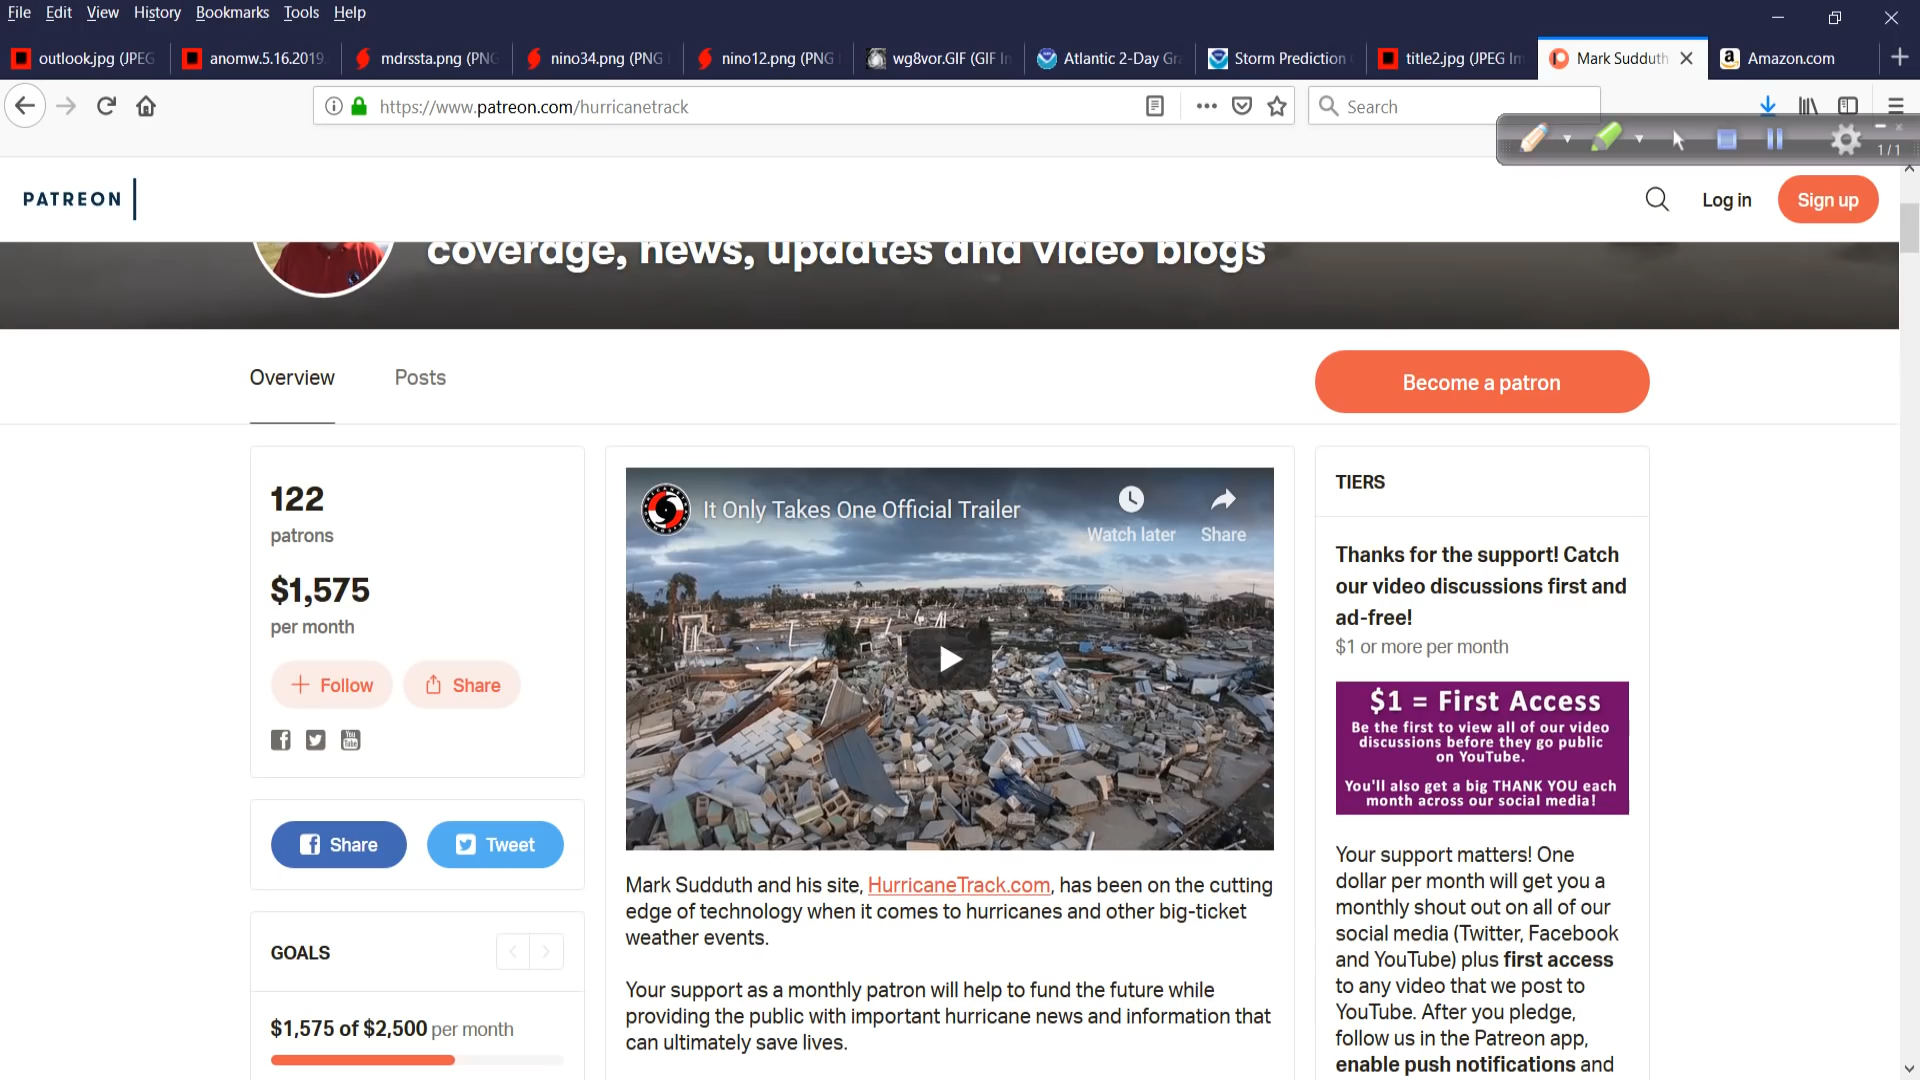 File Edit View History Bookmarks Tools Help
outlook.jpg (JPEG
anomw.5.16.2019.
mdrssta.png (PNG
nino34.png (PNG
nino12.png (PNG
wg8vor.GIF (GIF In
Atlantic 2-Day Gra
Storm Prediction C
title2.jpg (JPEG Im
Mark Sudduth
Amazon.com
https://www.patreon.com/hurricanetrack
Search
1/1
PATREON
Log in
Sign up
coverage, news, updates and video blogs
Overview
Posts
Become a patron
122
patrons
$1,575
per month
Follow
Share
You
Tube
Share
Tweet
GOALS
$1,575 of $2,500 per month
It Only Takes One Official Trailer
Watch later
Share
Mark Sudduth and his site, HurricaneTrack.com, has been on the cutting
edge of technology when it comes to hurricanes and other big-ticket
weather events.
Your support as a monthly patron will help to fund the future while
providing the public with important hurricane news and information that
can ultimately save lives.
TIERS
Thanks for the support! Catch
our video discussions first and
ad-free!
$1 or more per month
$1 = First Access
Be the first to view all of our video
discussions before they go public
on YouTube.
You'll also get a big THANK YOU each
month across our social media!
Your support matters! One
dollar per month will get you a
monthly shout out on all of our
social media (Twitter, Facebook
and YouTube) plus first access
to any video that we post to
YouTube. After you pledge,
follow us in the Patreon app,
enable push notifications and